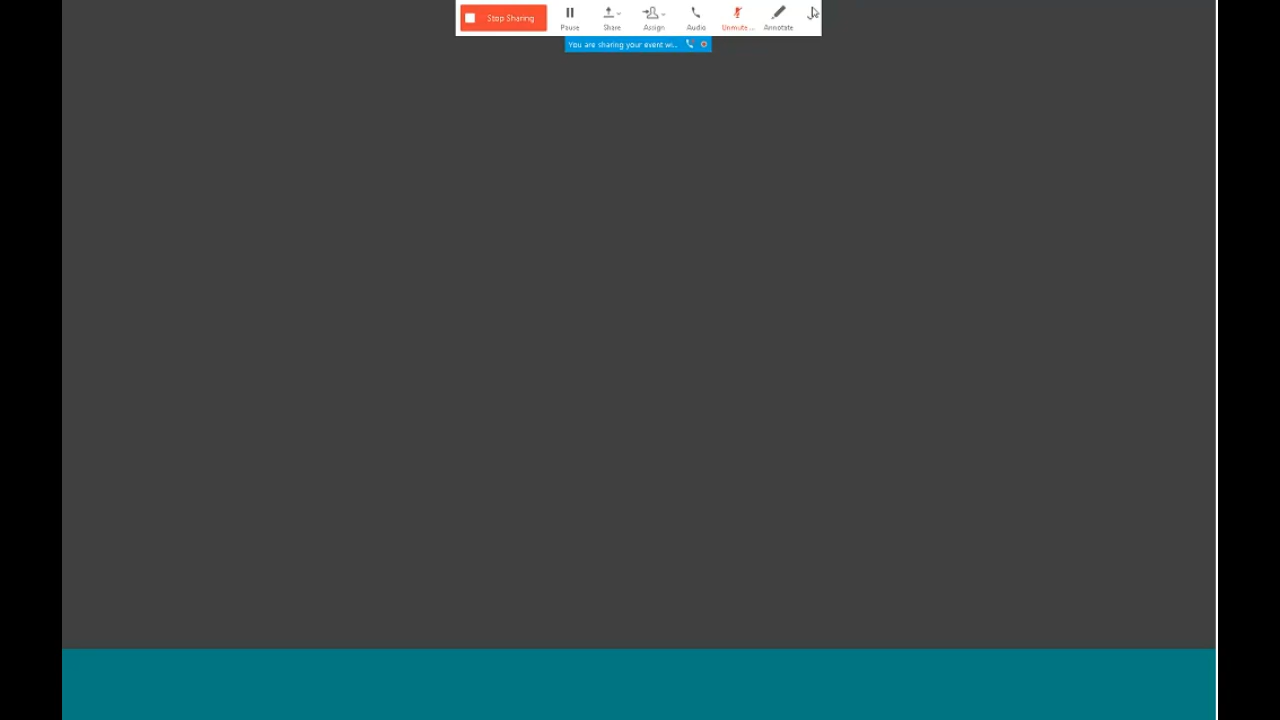 Stop Sharing
Pause
Share
Assign
Audio
Unmute ...
Annotate
You are sharing your event wi...